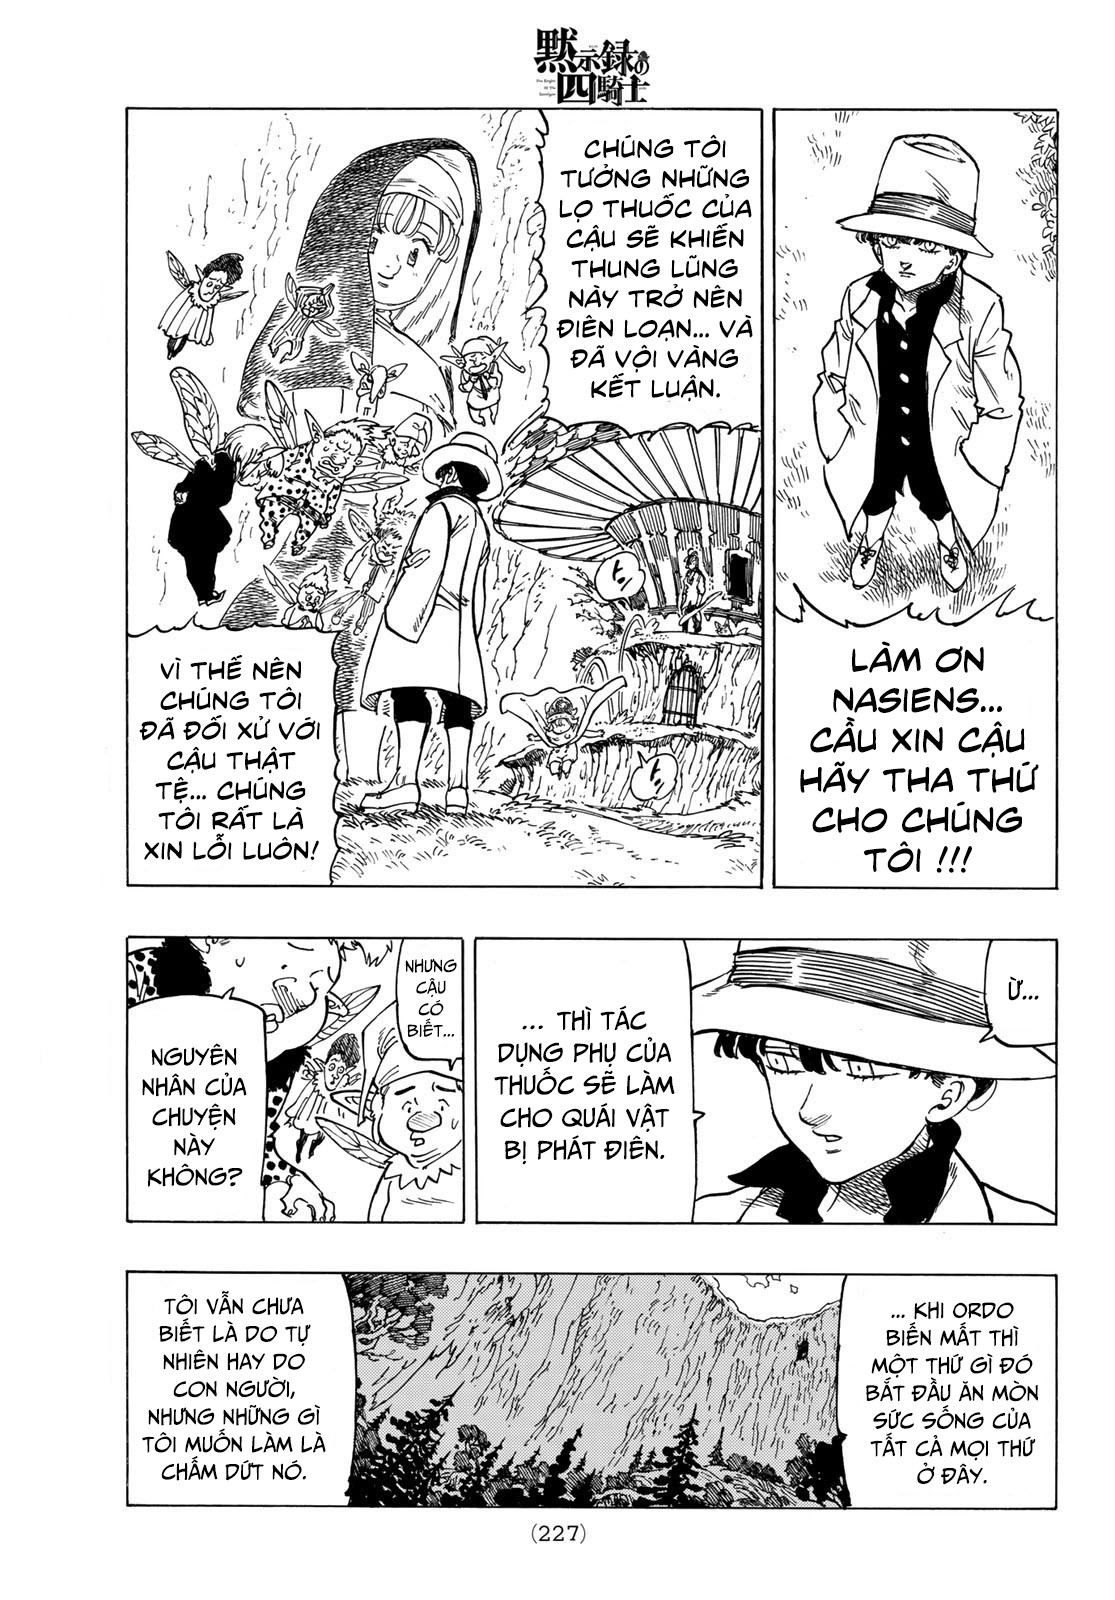 黙示録の
四騎士
LÀM ƠN
NASIENS...
CẦU XIN CẬU
HÃY THA THỨ
CHO CHÚNG
TÔI !!!
CHÚNG TÔI
TƯỞNG NHỮNG
LỌ THUỐC CỦA
CẬU SẼ KHIẾN
THUNG LŨNG
NÀY TRỞ NÊN
ĐIÊN LOẠN... VÀ
ĐÃ VỘI VÀNG
KẾT LUẬN.
VÌ THẾ NÊN
CHÚNG TÔI
ĐÃ ĐỐI XỬ VỚI
CẬU THẬT
TỆ... CHÚNG
TÔI RẤT LÀ
XIN LỖI LUÔN!
Ừ...
... THÌ TÁC
DỤNG PHỤ CỦA
THUỐC SẼ LÀM
CHO QUÁI VẬT
BỊ PHÁT ĐIÊN.
NHƯNG
CẬU
CÓ
BIẾT...
NGUYÊN
NHÂN CỦA
CHUYỆN
NÀY
KHÔNG?
... KHI ORDO
BIẾN MẤT THÌ
MỘT THỨ GÌ ĐÓ
BẮT ĐẦU ĂN MÒN
SỨC SỐNG CỦA
TẤT CẢ MỌI THỨ
Ở ĐÂY.
TÔI VẪN CHƯA
BIẾT LÀ DO TỰ
NHIÊN HAY DO
CON NGƯỜI,
NHƯNG NHỮNG GÌ
TÔI MUỐN LÀM LÀ
CHẤM DỨT NÓ.
(227)